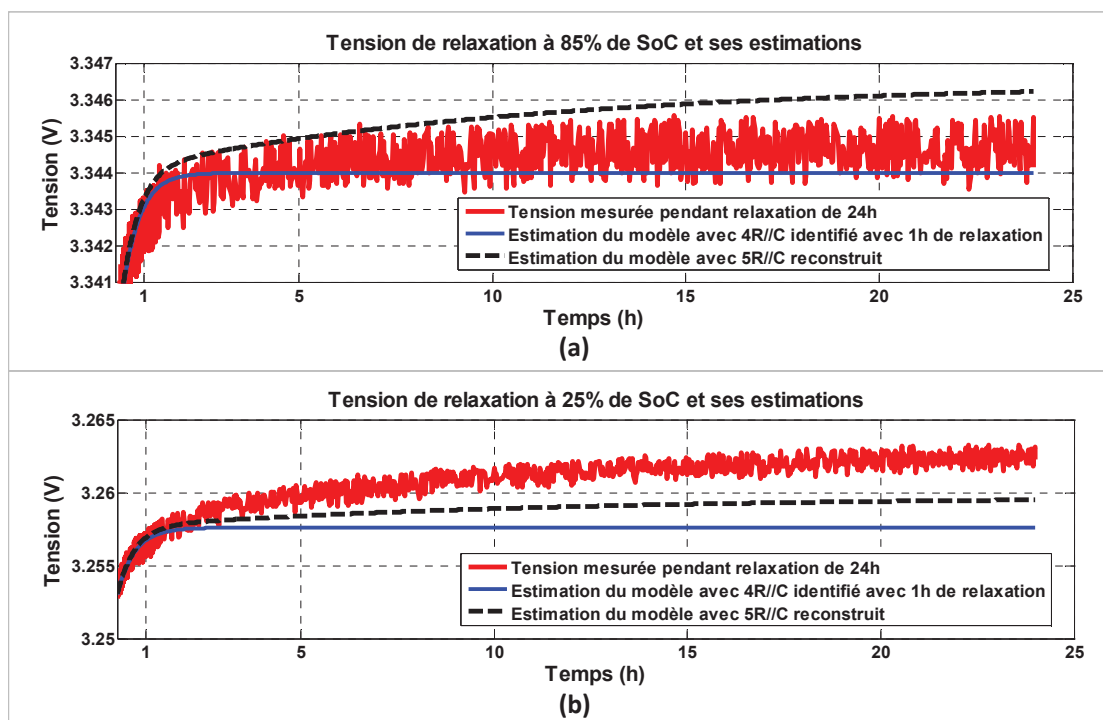 Tension de relaxation à 85% de SoC et ses estimations
3.347
3.346
3.345
3.344
3.343
3.342
3.341
Tension (V)
Tension mesurée pendant relaxation de 24h
Estimation du modèle avec 4R//C identifié avec 1h de relaxation
Estimation du modèle avec 5R//C reconstruit
1 5 10 15 20 25
Temps (h)
(a)
Tension de relaxation à 25% de SoC et ses estimations
3.265
3.26
3.255
3.25
Tension (V)
Tension mesurée pendant relaxation de 24h
Estimation du modèle avec 4R//C identifié avec 1h de relaxation
Estimation du modèle avec 5R//C reconstruit
1 5 10 15 20 25
Temps (h)
(b)